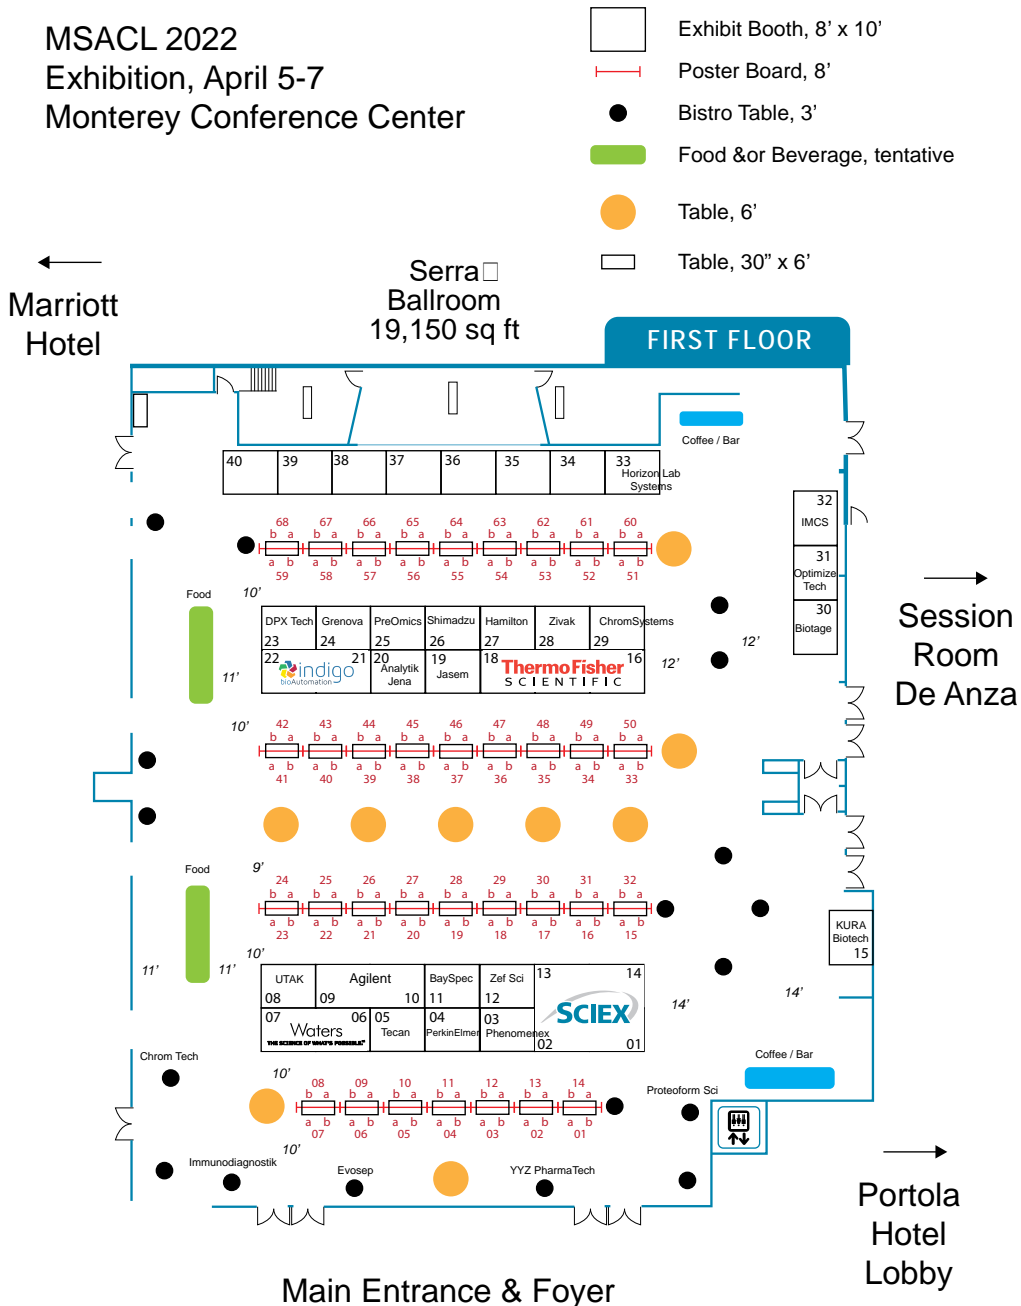 MSACL 2022
Exhibition, April 5-7
Monterey Conference Center
Exhibit Booth, 8’ x 10’
Poster Board, 8’
Bistro Table, 3’
Food &or Beverage, tentative
Table, 6’
Table, 30” x 6’
Marriott
Hotel
Serra
Ballroom
19,150 sq ft
FIRST FLOOR
Coffee / Bar
40 39 38 37 36 35 34 33
Horizon Lab
Systems
32
IMCS
31
Optimize
Tech
30
Biotage
68 67 66 65 64 63 62 61 60
b a b a b a b a b a b a b a b a b a
a b a b a b a b a b a b a b a b a b
59 58 57 56 55 54 53 52 51
10’
Food
DPX Tech Grenova PreOmics Shimadzu Hamilton Zivak ChromSystems
23 24 25 26 27 28 29
22 21 20 19 18 16
indigo
bioAutomation
Analytik
Jena
Jasem
ThermoFisher
SCIENTIFIC
11’
12’
12’
Session
Room
De Anza
10’
42 43 44 45 46 47 48 49 50
b a b a b a b a b a b a b a b a b a
a b a b a b a b a b a b a b a b a b
41 40 39 38 37 36 35 34 33
9’
Food
24 25 26 27 28 29 30 31 32
b a b a b a b a b a b a b a b a b a
a b a b a b a b a b a b a b a b a b
23 22 21 20 19 18 17 16 15
KURA
Biotech
15
10’
11’
11’
UTAK Agilent BaySpec Zef Sci
08 09 10 11 12
13 14
SCIEX
02 01
07 06 05 04 03
Waters
THE SCIENCE OF WHAT'S POSSIBLE.™
Tecan
PerkinElmer
Phenomenex
14’
14’
Chrom Tech
Coffee / Bar
10’
08 09 10 11 12 13 14
b a b a b a b a b a b a b a
a b a b a b a b a b a b a b
07 06 05 04 03 02 01
Proteoform Sci
10’
Immunodiagnostik
Evosep
YYZ PharmaTech
Portola
Hotel
Lobby
Main Entrance & Foyer